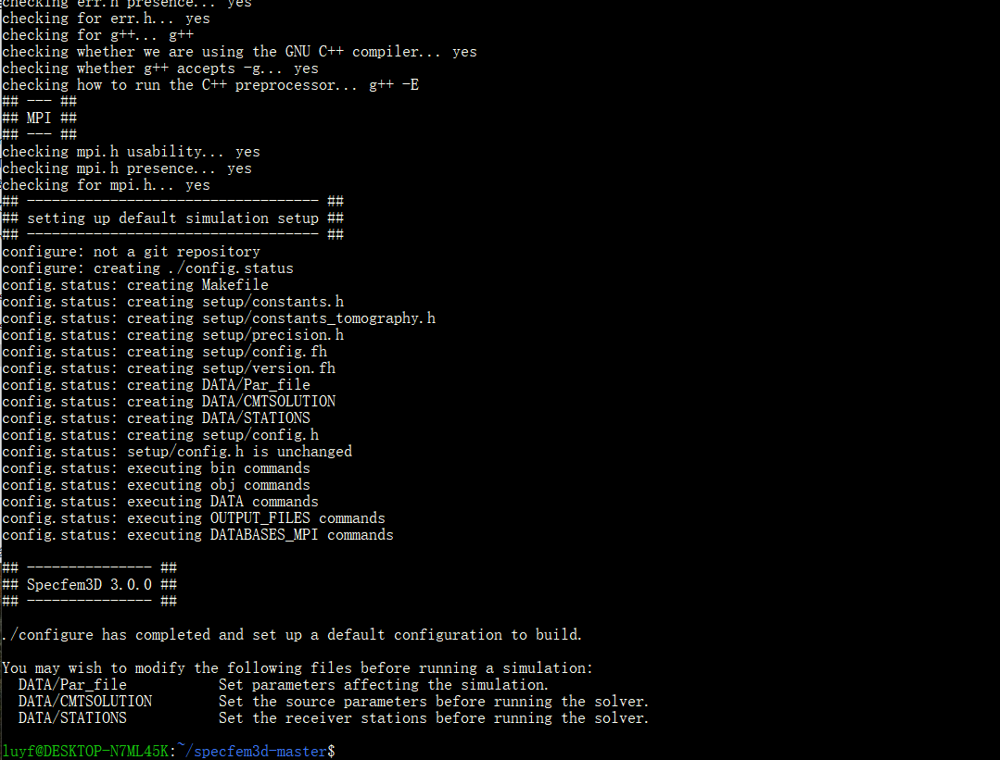 checking err.h presence... yes
checking for err.h... yes
checking for g++... g++
checking whether we are using the GNU C++ compiler... yes
checking whether g++ accepts -g... yes
checking how to run the C++ preprocessor... g++ -E
## --- ##
## MPI ##
## --- ##
checking mpi.h usability... yes
checking mpi.h presence... yes
checking for mpi.h... yes
## ----------------------------------- ##
## setting up default simulation setup ##
## ----------------------------------- ##
configure: not a git repository
configure: creating ./config.status
config.status: creating Makefile
config.status: creating setup/constants.h
config.status: creating setup/constants_tomography.h
config.status: creating setup/precision.h
config.status: creating setup/config.fh
config.status: creating setup/version.fh
config.status: creating DATA/Par_file
config.status: creating DATA/CMTSOLUTION
config.status: creating DATA/STATIONS
config.status: creating setup/config.h
config.status: setup/config.h is unchanged
config.status: executing bin commands
config.status: executing obj commands
config.status: executing DATA commands
config.status: executing OUTPUT_FILES commands
config.status: executing DATABASES_MPI commands
## --------------- ##
## Specfem3D 3.0.0 ##
## --------------- ##
./configure has completed and set up a default configuration to build.
You may wish to modify the following files before running a simulation:
  DATA/Par_file           Set parameters affecting the simulation.
  DATA/CMTSOLUTION        Set the source parameters before running the solver.
  DATA/STATIONS           Set the receiver stations before running the solver.
luyf@DESKTOP-N7ML45K:~/specfem3d-master$